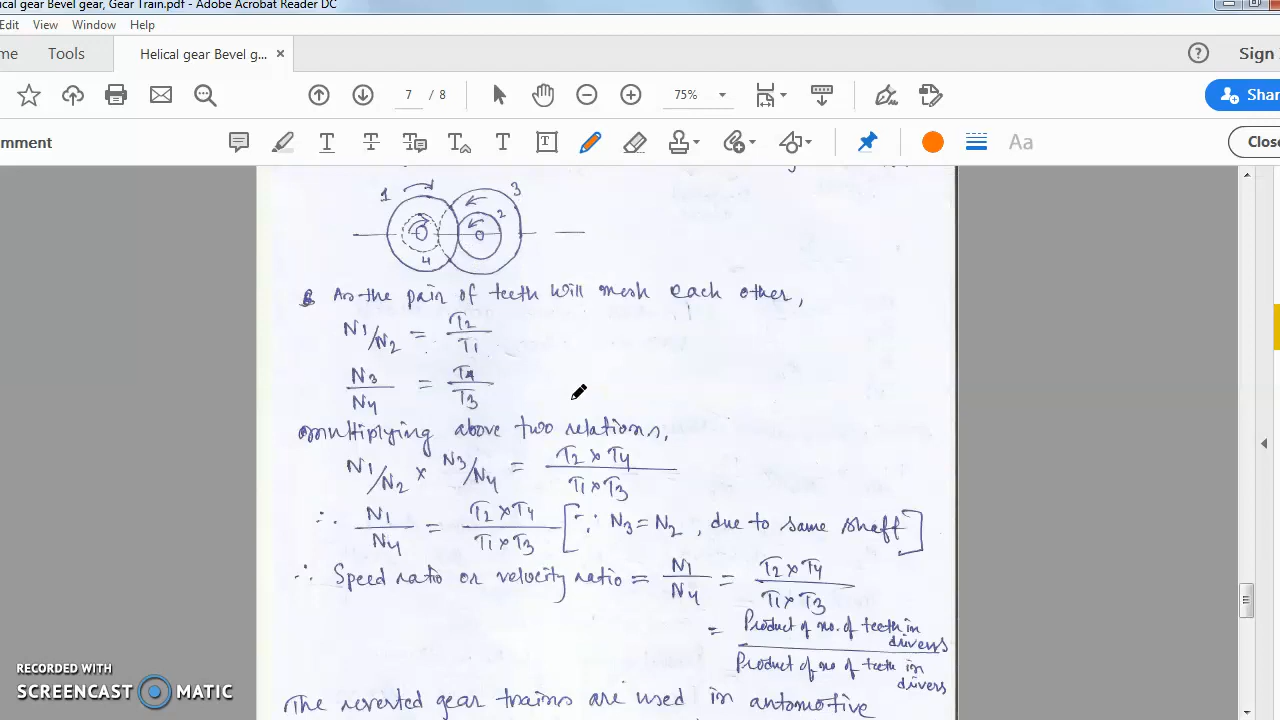 lical gear Bevel gear, Gear Train.pdf - Adobe Acrobat Reader DC
Edit View Window Help
me Tools Helical gear Bevel g... × Sign
7 / 8 75% Shar
mment Aa Close
1 3
2
4
As the pair of teeth will mesh each other,
N1/N2 = T2/T1
N3/N4 = T4/T3
multiplying above two relations,
N1/N2 × N3/N4 = T2 × T4 / T1 × T3
∴ N1/N4 = T2 × T4 / T1 × T3 [∵ N3 = N2, due to same shaft]
∴ Speed ratio or velocity ratio = N1/N4 = T2 × T4 / T1 × T3
= Product of no. of teeth in
drivers
Product of no of teeth in
drivers
The reverted gear trains are used in automotive
RECORDED WITH
SCREENCAST MATIC